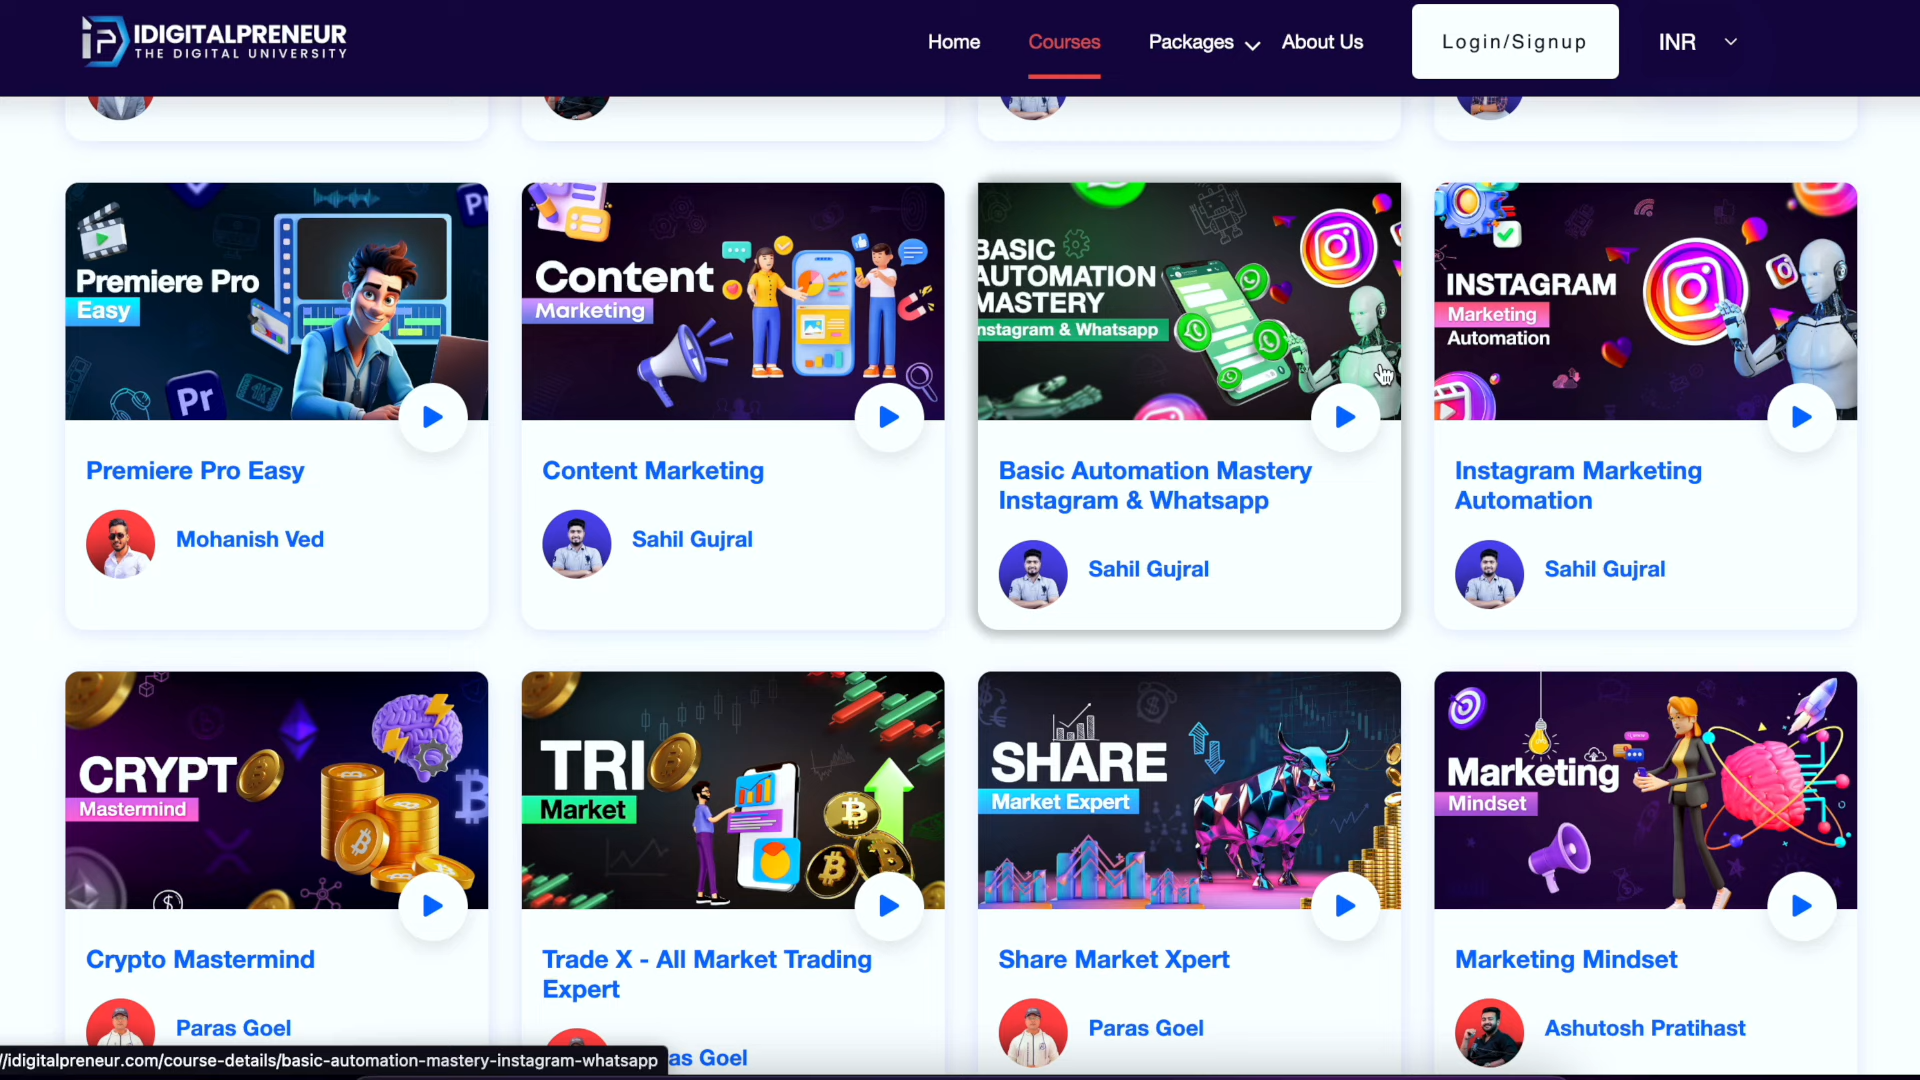 IDIGITALPRENEUR
THE DIGITAL UNIVERSITY
Home
Courses
Packages
About Us
Login/Signup
INR
Premiere Pro
Easy
Pr
Content
Marketing
BASIC
AUTOMATION
MASTERY
Instagram & Whatsapp
INSTAGRAM
Marketing
Automation
Premiere Pro Easy
Mohanish Ved
Content Marketing
Sahil Gujral
Basic Automation Mastery
Instagram & Whatsapp
Sahil Gujral
Instagram Marketing
Automation
Sahil Gujral
CRYPT
Mastermind
TRI
Market
SHARE
Market Expert
Marketing
Mindset
Crypto Mastermind
Paras Goel
Trade X - All Market Trading
Expert
as Goel
Share Market Xpert
Paras Goel
Marketing Mindset
Ashutosh Pratihast
/idigitalpreneur.com/course-details/basic-automation-mastery-instagram-whatsapp